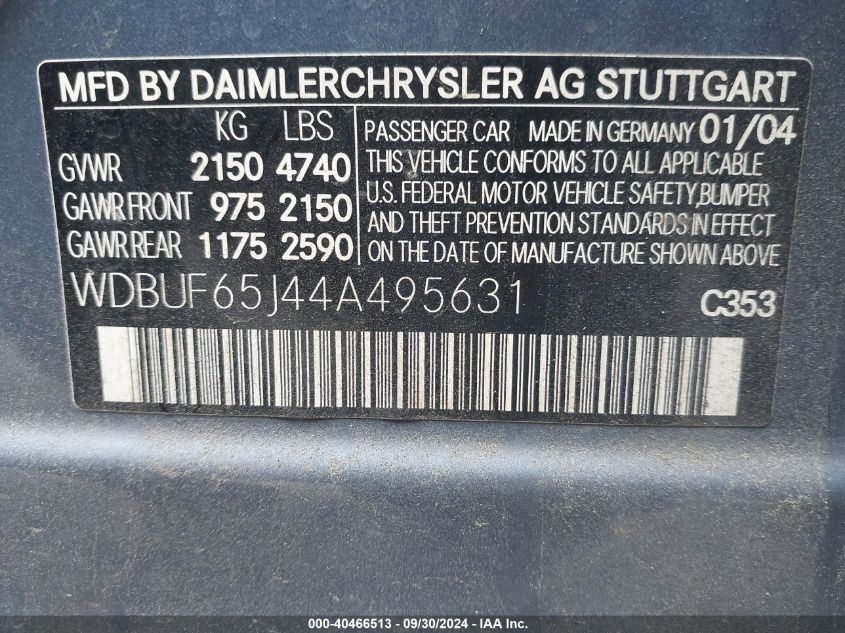 MFD BY DAIMLERCHRYSLER AG STUTTGART
KG LBS
GVWR 2150 4740
GAWR FRONT 975 2150
GAWR REAR 1175 2590
PASSENGER CAR MADE IN GERMANY 01/04
THIS VEHICLE CONFORMS TO ALL APPLICABLE
U.S. FEDERAL MOTOR VEHICLE SAFETY,BUMPER
AND THEFT PREVENTION STANDARDS IN EFFECT
ON THE DATE OF MANUFACTURE SHOWN ABOVE
WDBUF65J44A495631 C353
000-40466513 - 09/30/2024 - IAA Inc.